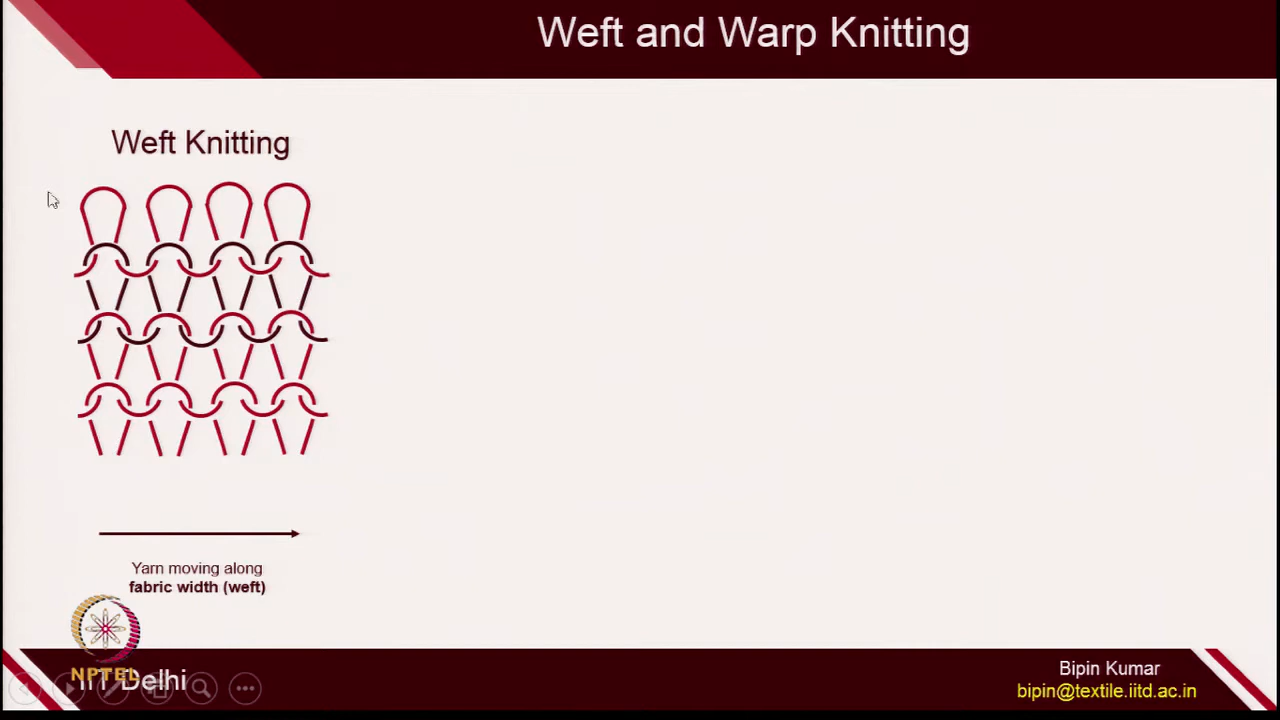 Weft and Warp Knitting
Weft Knitting
Yarn moving along
fabric width (weft)
NPTEL
IIT Delhi
Bipin Kumar
bipin@textile.iitd.ac.in